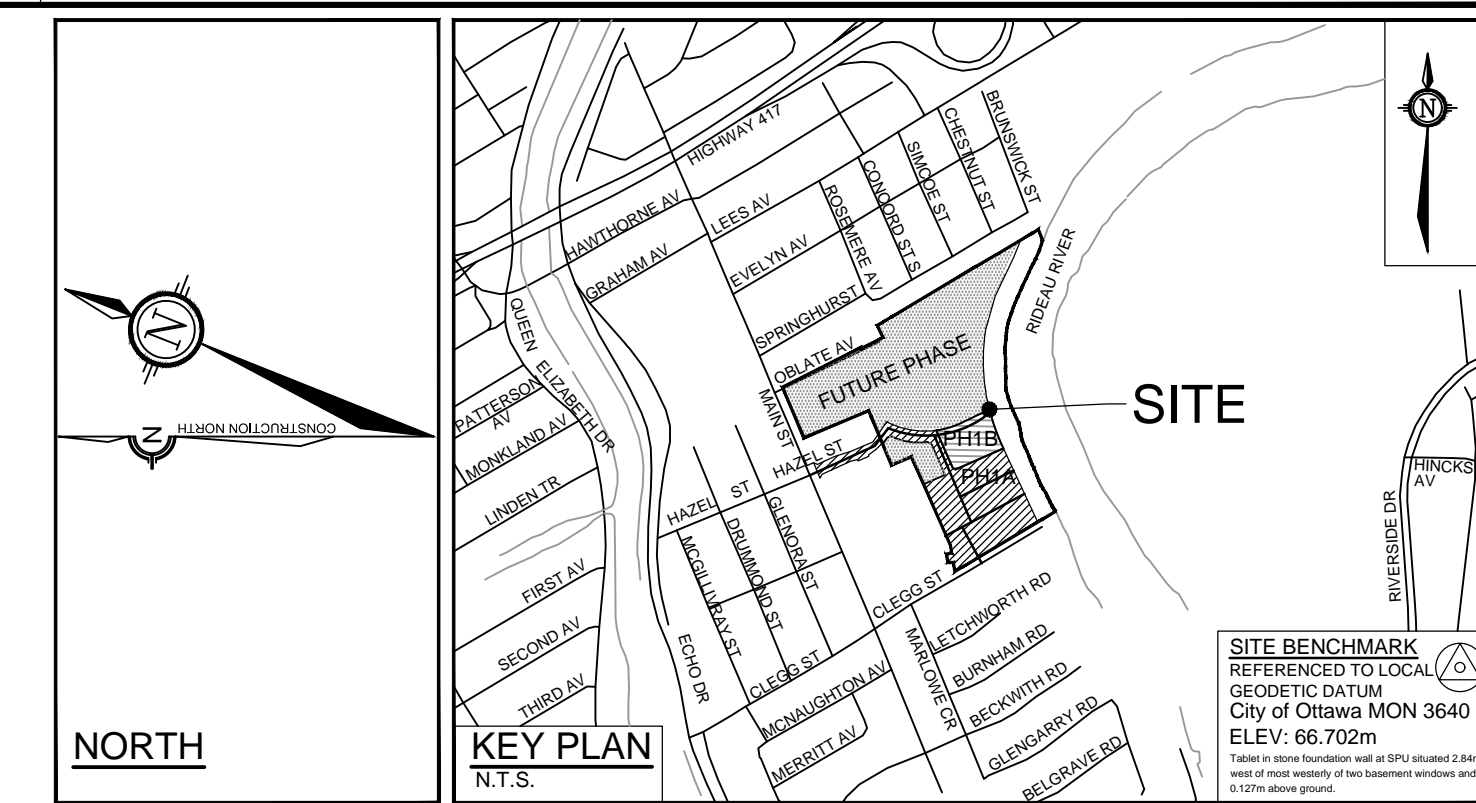 N
N
CONSTRUCTION NORTH
NORTH
HIGHWAY 417
HAWTHORNE AV
GRAHAM AV
LEES AV
EVELYN AV
ROSEMERE AV
CONCORD ST S
SIMCOE ST
CHESTNUT ST
BRUNSWICK ST
SPRINGHURST
OBLATE AV
MAIN ST
FUTURE PHASE
RIDEAU RIVER
SITE
PH1B
PH1A
QUEEN ELIZABETH DR
PATTERSON
AV
MONKLAND AV
LINDEN TR
FIRST AV
SECOND AV
THIRD AV
HAZEL ST
HAZEL ST
GLENORA ST
DRUMMOND ST
MCGILLIVRAY ST
ECHO DR
CLEGG ST
CLEGG ST
MCNAUGHTON AV
MERRITT AV
MARLOWE CR
LETCHWORTH RD
BURNHAM RD
BECKWITH RD
GLENGARRY RD
BELGRAVE RD
KEY PLAN
N.T.S.
N
HINCKS
AV
RIVERSIDE DR
SITE BENCHMARK
REFERENCED TO LOCAL
GEODETIC DATUM
City of Ottawa MON 3640
ELEV: 66.702m
Tablet in stone foundation wall at SPU situated 2.84m
west of most westerly of two basement windows and
0.127m above ground.